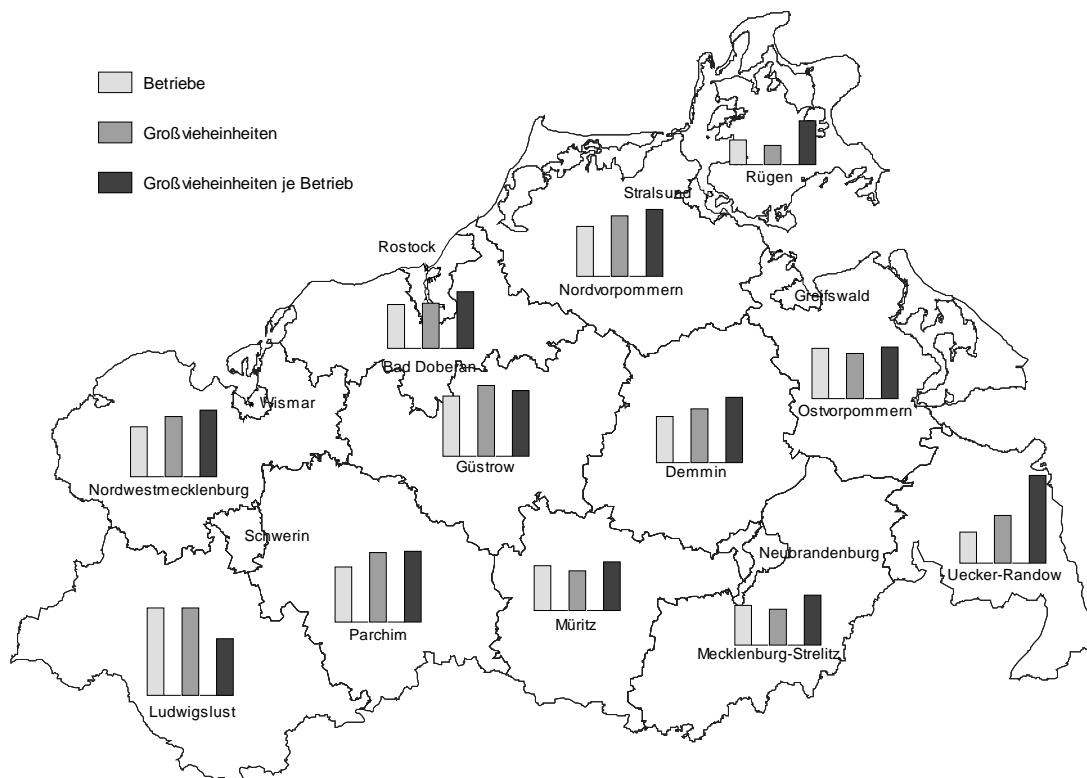 Betriebe
Großvieheinheiten
Großvieheinheiten je Betrieb
Rügen
Stralsund
Rostock
Nordvorpommern
Greifswald
Bad Doberan
Wismar
Ostvorpommern
Güstrow
Demmin
Nordwestmecklenburg
Schwerin
Neubrandenburg
Uecker-Randow
Müritz
Parchim
Mecklenburg-Strelitz
Ludwigslust